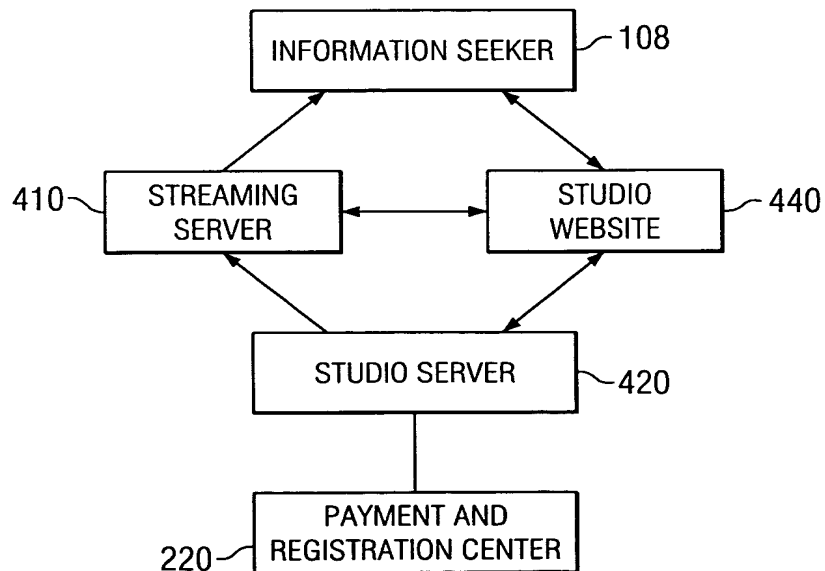 INFORMATION SEEKER
108
410
STREAMING
SERVER
STUDIO
WEBSITE
440
STUDIO SERVER
420
PAYMENT AND
REGISTRATION CENTER
220